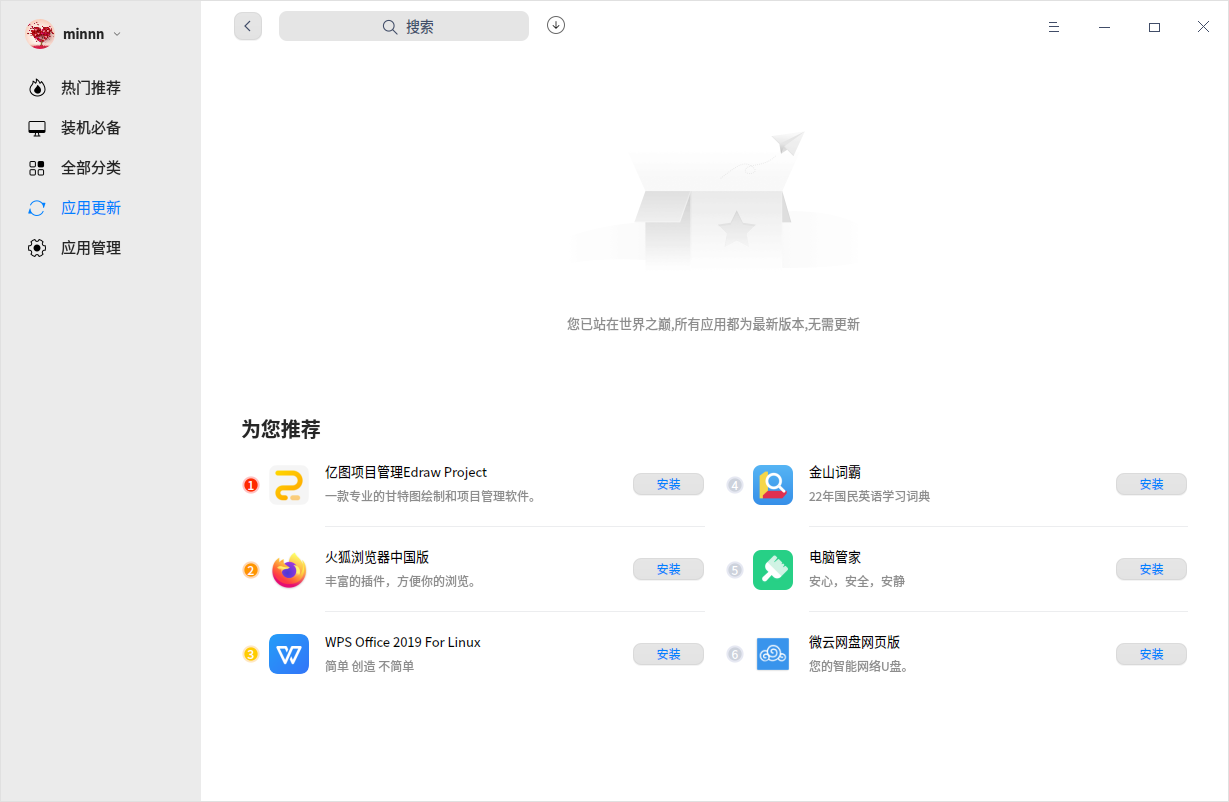 minnn
搜索
热门推荐
装机必备
全部分类
应用更新
应用管理
您已站在世界之巅,所有应用都为最新版本,无需更新
为您推荐
1
亿图项目管理Edraw Project
一款专业的甘特图绘制和项目管理软件。
安装
4
金山词霸
22年国民英语学习词典
安装
2
火狐浏览器中国版
丰富的插件，方便你的浏览。
安装
5
电脑管家
安心，安全，安静
安装
3
WPS Office 2019 For Linux
简单 创造 不简单
安装
6
微云网盘网页版
您的智能网络U盘。
安装